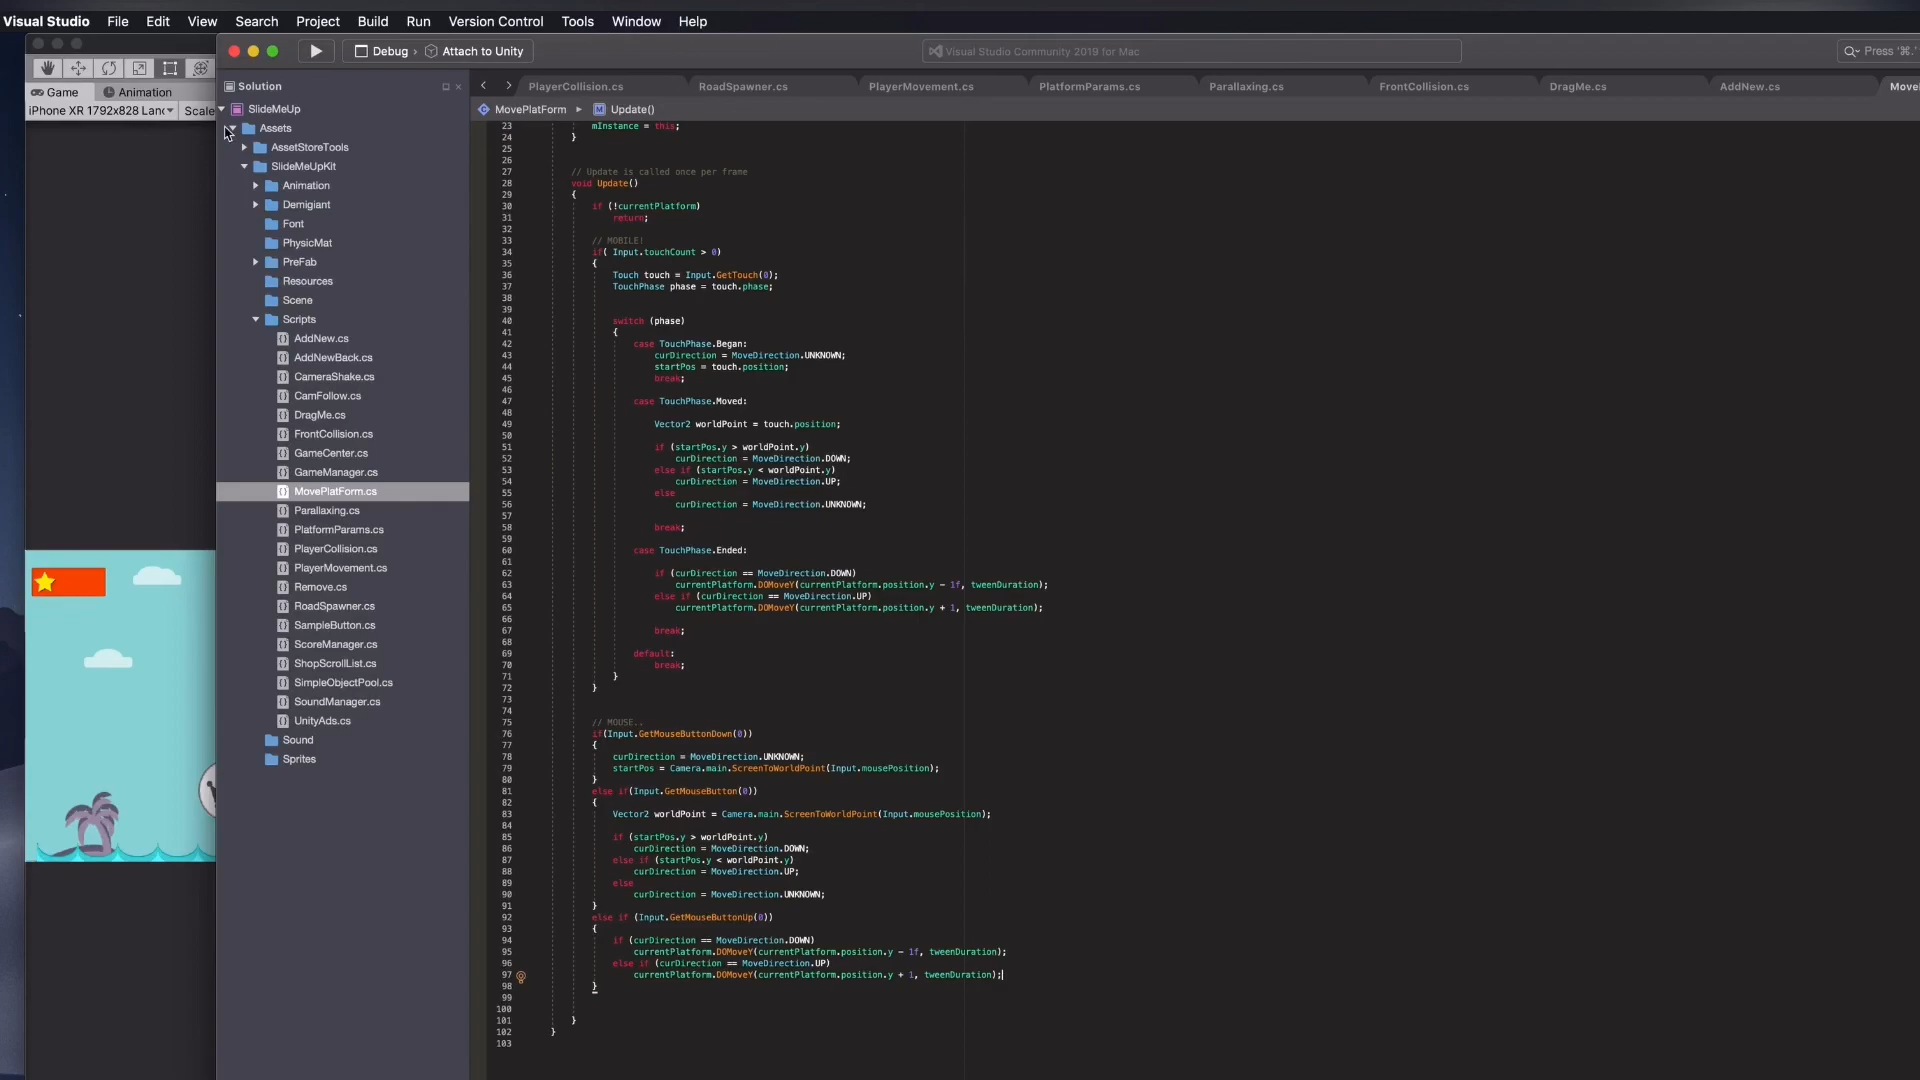 Visual Studio File Edit View Search Project Build Run Version Control Tools Window Help
Debug › Attach to Unity
Visual Studio Community 2019 for Mac
Press '⌘.'
Game Animation
iPhone XR 1792x828 Lanc Scale
Solution
SlideMeUp
Assets
AssetStoreTools
SlideMeUpKit
Animation
Demigiant
Font
PhysicMat
PreFab
Resources
Scene
Scripts
AddNew.cs
AddNewBack.cs
CameraShake.cs
CamFollow.cs
DragMe.cs
FrontCollision.cs
GameCenter.cs
GameManager.cs
MovePlatForm.cs
Parallaxing.cs
PlatformParams.cs
PlayerCollision.cs
PlayerMovement.cs
Remove.cs
RoadSpawner.cs
SampleButton.cs
ScoreManager.cs
ShopScrollList.cs
SimpleObjectPool.cs
SoundManager.cs
UnityAds.cs
Sound
Sprites
PlayerCollision.cs RoadSpawner.cs PlayerMovement.cs PlatformParams.cs Parallaxing.cs FrontCollision.cs DragMe.cs AddNew.cs Movel
MovePlatForm ▸ Update()
23 mInstance = this;
24 }
25
26
27 // Update is called once per frame
28 void Update()
29 {
30 if (!currentPlatform)
31 return;
32
33 // MOBILE!
34 if( Input.touchCount > 0)
35 {
36 Touch touch = Input.GetTouch(0);
37 TouchPhase phase = touch.phase;
38
39
40 switch (phase)
41 {
42 case TouchPhase.Began:
43 curDirection = MoveDirection.UNKNOWN;
44 startPos = touch.position;
45 break;
46
47 case TouchPhase.Moved:
48
49 Vector2 worldPoint = touch.position;
50
51 if (startPos.y > worldPoint.y)
52 curDirection = MoveDirection.DOWN;
53 else if (startPos.y < worldPoint.y)
54 curDirection = MoveDirection.UP;
55 else
56 curDirection = MoveDirection.UNKNOWN;
57
58 break;
59
60 case TouchPhase.Ended:
61
62 if (curDirection == MoveDirection.DOWN)
63 currentPlatform.DOMoveY(currentPlatform.position.y - 1f, tweenDuration);
64 else if (curDirection == MoveDirection.UP)
65 currentPlatform.DOMoveY(currentPlatform.position.y + 1, tweenDuration);
66
67 break;
68
69 default:
70 break;
71 }
72 }
73
74
75 // MOUSE..
76 if(Input.GetMouseButtonDown(0))
77 {
78 curDirection = MoveDirection.UNKNOWN;
79 startPos = Camera.main.ScreenToWorldPoint(Input.mousePosition);
80 }
81 else if(Input.GetMouseButton(0))
82 {
83 Vector2 worldPoint = Camera.main.ScreenToWorldPoint(Input.mousePosition);
84
85 if (startPos.y > worldPoint.y)
86 curDirection = MoveDirection.DOWN;
87 else if (startPos.y < worldPoint.y)
88 curDirection = MoveDirection.UP;
89 else
90 curDirection = MoveDirection.UNKNOWN;
91 }
92 else if (Input.GetMouseButtonUp(0))
93 {
94 if (curDirection == MoveDirection.DOWN)
95 currentPlatform.DOMoveY(currentPlatform.position.y - 1f, tweenDuration);
96 else if (curDirection == MoveDirection.UP)
97 currentPlatform.DOMoveY(currentPlatform.position.y + 1, tweenDuration);
98 }
99
100
101 }
102 }
103